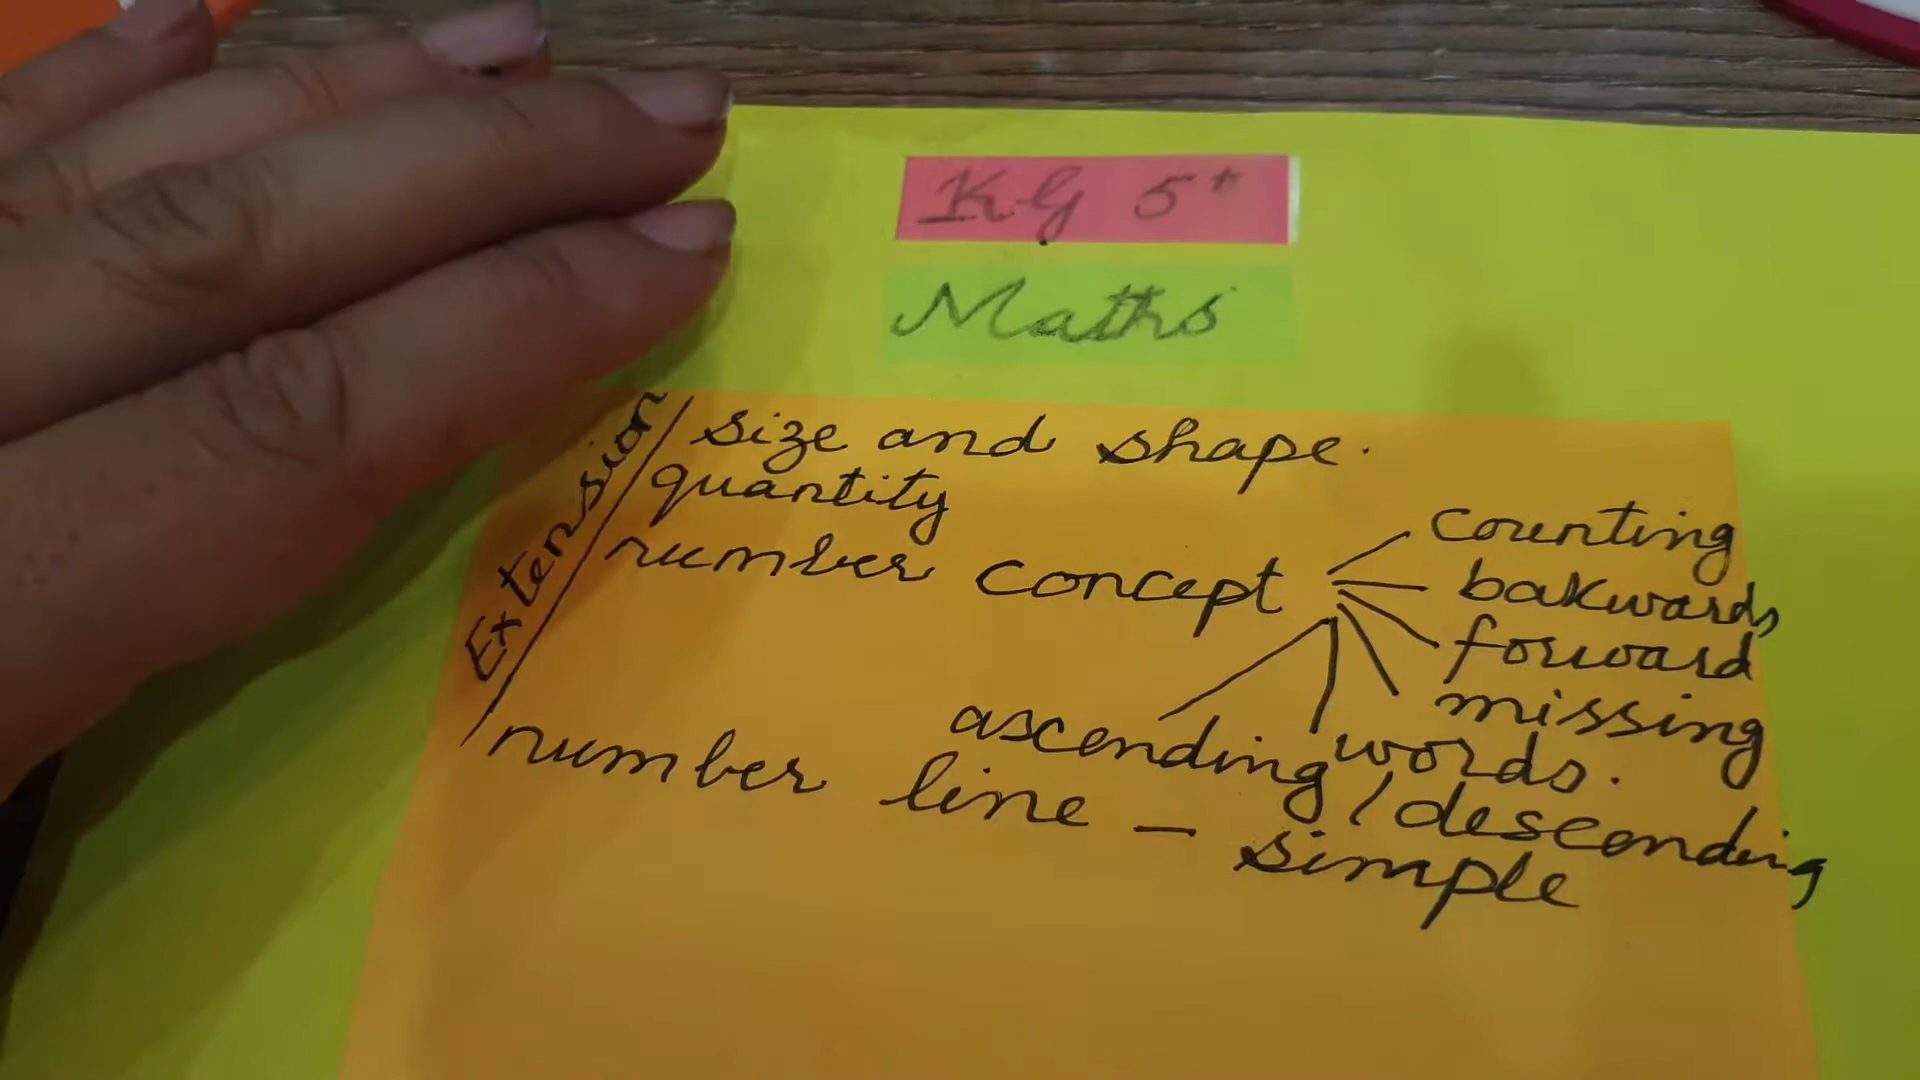 KG 5+
Maths
Extension
size and shape.
quantity
number concept
counting
bakwards
forward
missing
words.
ascending / descending
number line - simple